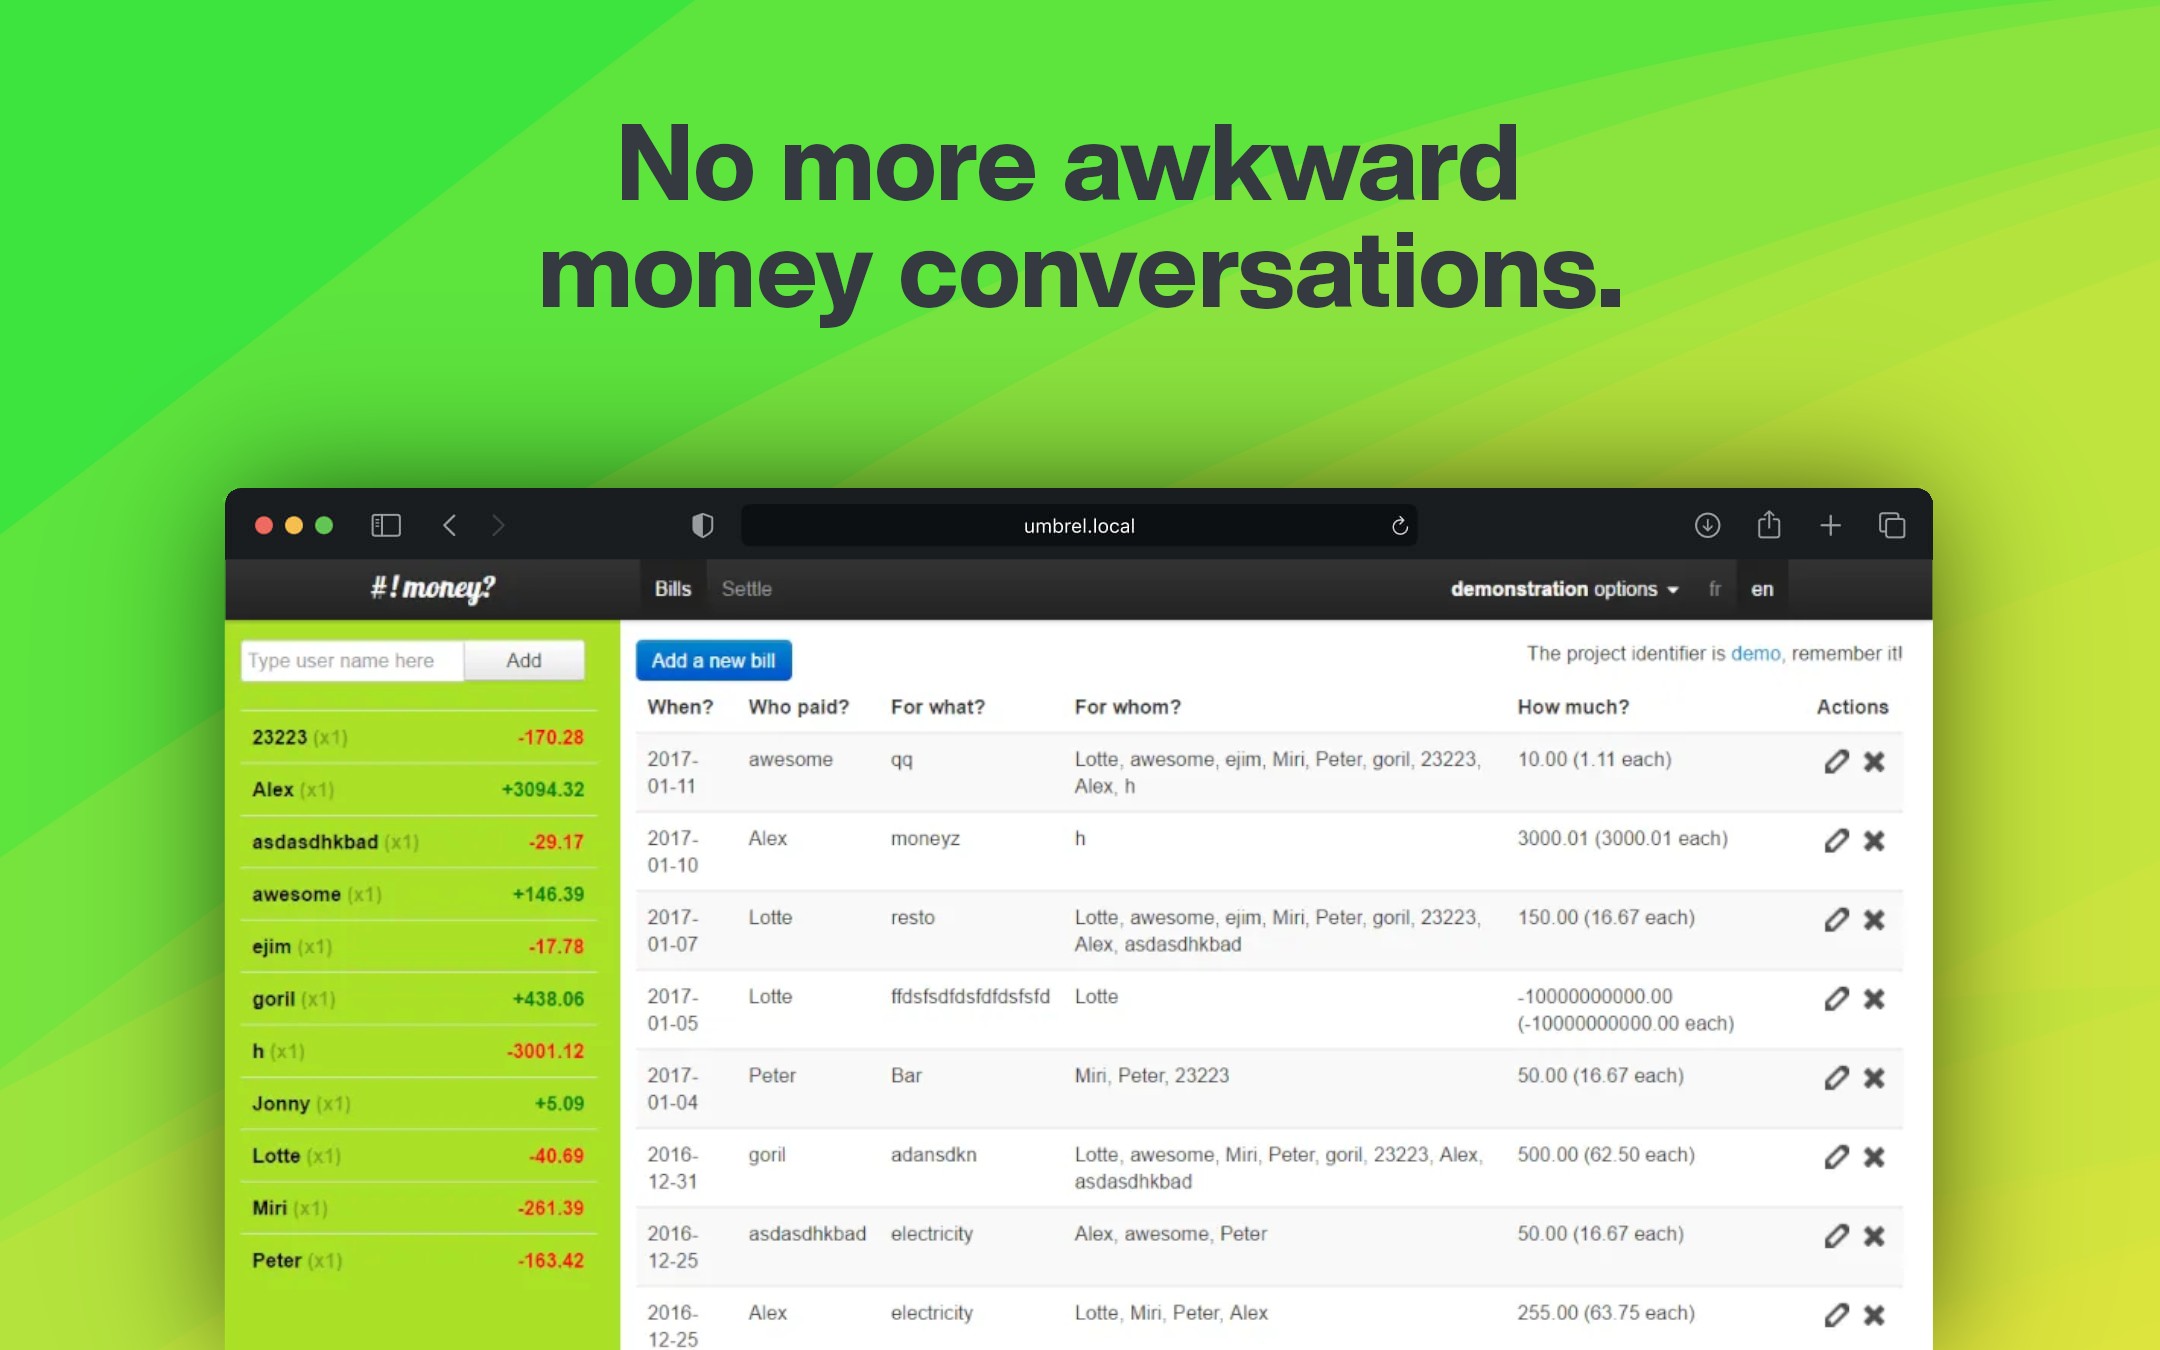 No more awkward
money conversations.
umbrel.local
#!money?
Bills
Settle
demonstration options
fr
en
Type user name here
Add
Add a new bill
The project identifier is demo, remember it!
When?
Who paid?
For what?
For whom?
How much?
Actions
23223 (x1) -170.28
Alex (x1) +3094.32
asdasdhkbad (x1) -29.17
awesome (x1) +146.39
ejim (x1) -17.78
goril (x1) +438.06
h (x1) -3001.12
Jonny (x1) +5.09
Lotte (x1) -40.69
Miri (x1) -261.39
Peter (x1) -163.42
2017- awesome qq Lotte, awesome, ejim, Miri, Peter, goril, 23223, 10.00 (1.11 each)
01-11 Alex, h
2017- Alex moneyz h 3000.01 (3000.01 each)
01-10
2017- Lotte resto Lotte, awesome, ejim, Miri, Peter, goril, 23223, 150.00 (16.67 each)
01-07 Alex, asdasdhkbad
2017- Lotte ffdsfsdfdsfdfdsfsfd Lotte -10000000000.00
01-05 (-10000000000.00 each)
2017- Peter Bar Miri, Peter, 23223 50.00 (16.67 each)
01-04
2016- goril adansdkn Lotte, awesome, Miri, Peter, goril, 23223, Alex, 500.00 (62.50 each)
12-31 asdasdhkbad
2016- asdasdhkbad electricity Alex, awesome, Peter 50.00 (16.67 each)
12-25
2016- Alex electricity Lotte, Miri, Peter, Alex 255.00 (63.75 each)
12-25